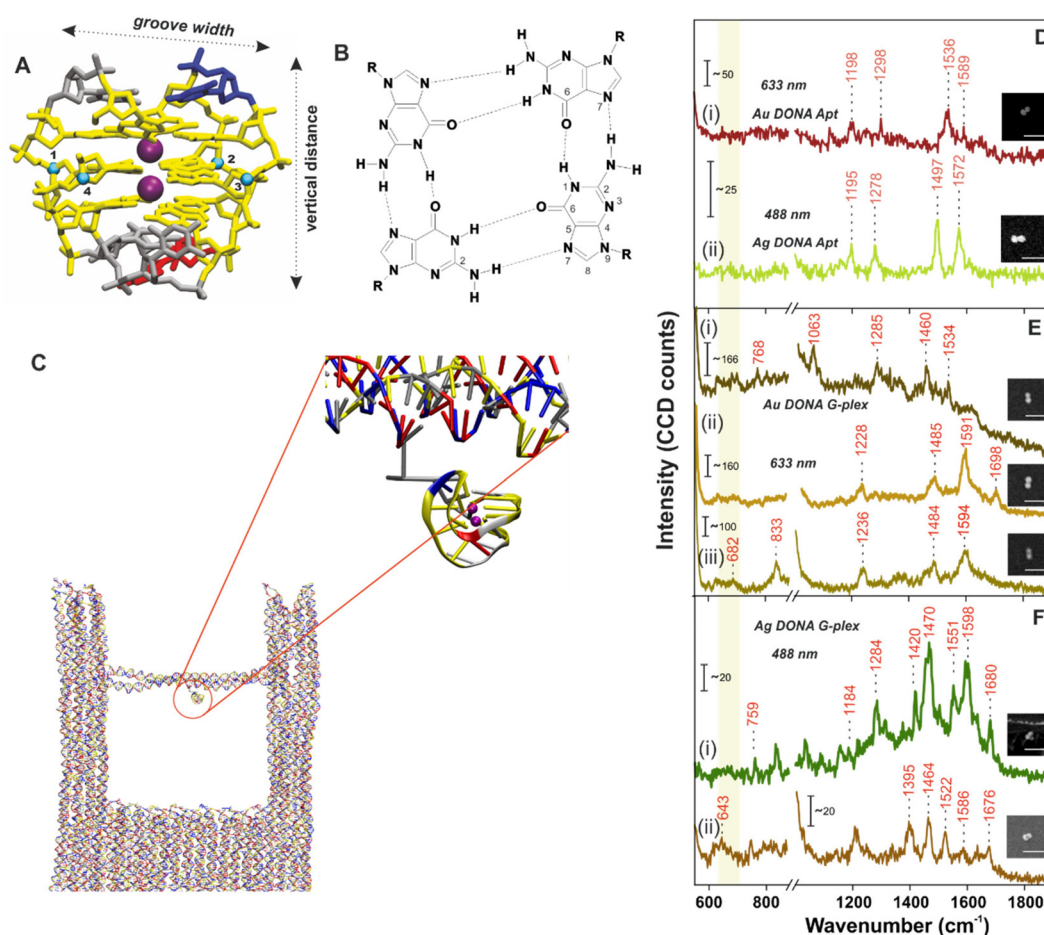 groove width
A
vertical distance
1
2
3
4
B
R
N
N
H
N
N
N
H
N
H
6
O
N
7
R
N
N
O
N
N
H
H
N
H
H
O
H
N
H
H
N
1
2
N
3
O
6
5
4
N
7
8
N
9
R
O
N
H
N
R
N
N
2
N
H
H
C
Intensity (CCD counts)
D
~50
633 nm
(i)
Au DONA Apt
1198
1298
1536
1589
~25
488 nm
(ii)
Ag DONA Apt
1195
1278
1497
1572
E
(i)
~166
768
1063
1285
1460
1534
Au DONA G-plex
(ii)
~160
633 nm
1228
1485
1591
1698
~100
(iii)
682
833
1236
1484
1594
F
Ag DONA G-plex
488 nm
~20
(i)
759
1184
1284
1420
1470
1551
1598
1680
(ii)
~20
643
1395
1464
1522
1586
1676
600
800
1200
1400
1600
1800
Wavenumber (cm⁻¹)